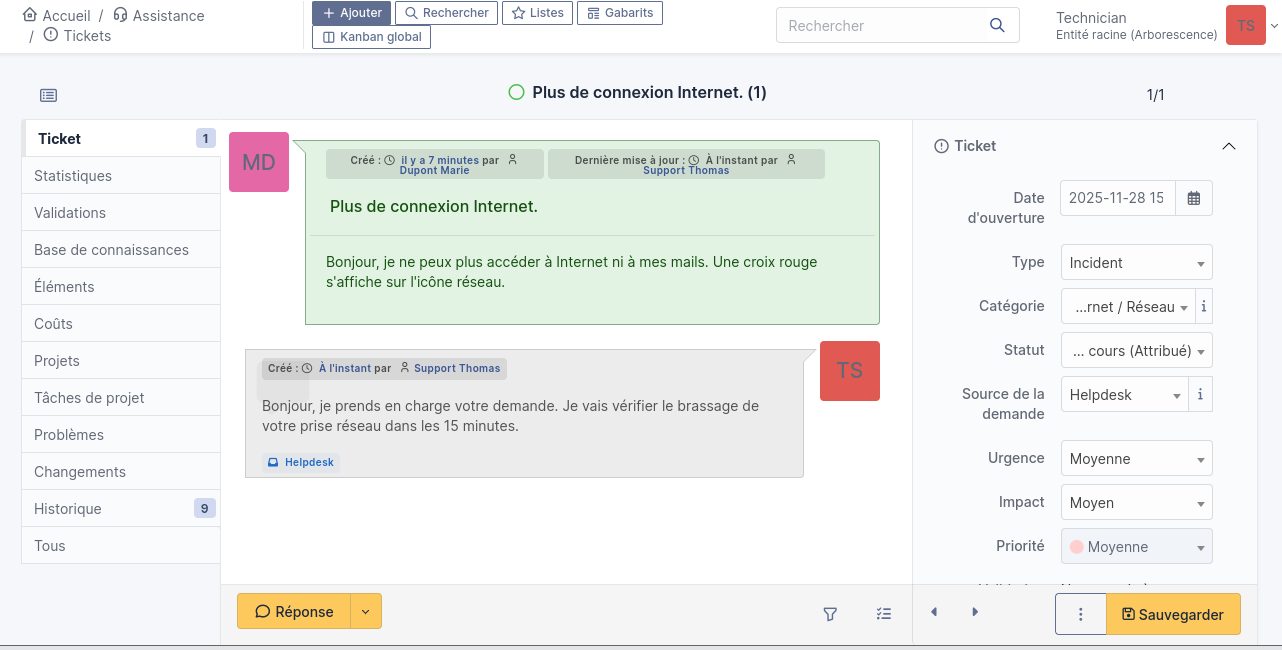 Accueil / Assistance
/ Tickets
Ajouter Rechercher Listes Gabarits
Kanban global
Rechercher
Technician
Entité racine (Arborescence)
TS
Plus de connexion Internet. (1)
1/1
Ticket 1
Statistiques
Validations
Base de connaissances
Éléments
Coûts
Projets
Tâches de projet
Problèmes
Changements
Historique 9
Tous
MD
Créé : il y a 7 minutes par
Dupont Marie
Dernière mise à jour : À l'instant par
Support Thomas
Plus de connexion Internet.
Bonjour, je ne peux plus accéder à Internet ni à mes mails. Une croix rouge
s'affiche sur l'icône réseau.
TS
Créé : À l'instant par Support Thomas
Bonjour, je prends en charge votre demande. Je vais vérifier le brassage de
votre prise réseau dans les 15 minutes.
Helpdesk
Ticket
Date
d'ouverture
2025-11-28 15
Type Incident
Catégorie ...rnet / Réseau i
Statut ... cours (Attribué)
Source de la
demande
Helpdesk i
Urgence Moyenne
Impact Moyen
Priorité Moyenne
Réponse
Sauvegarder